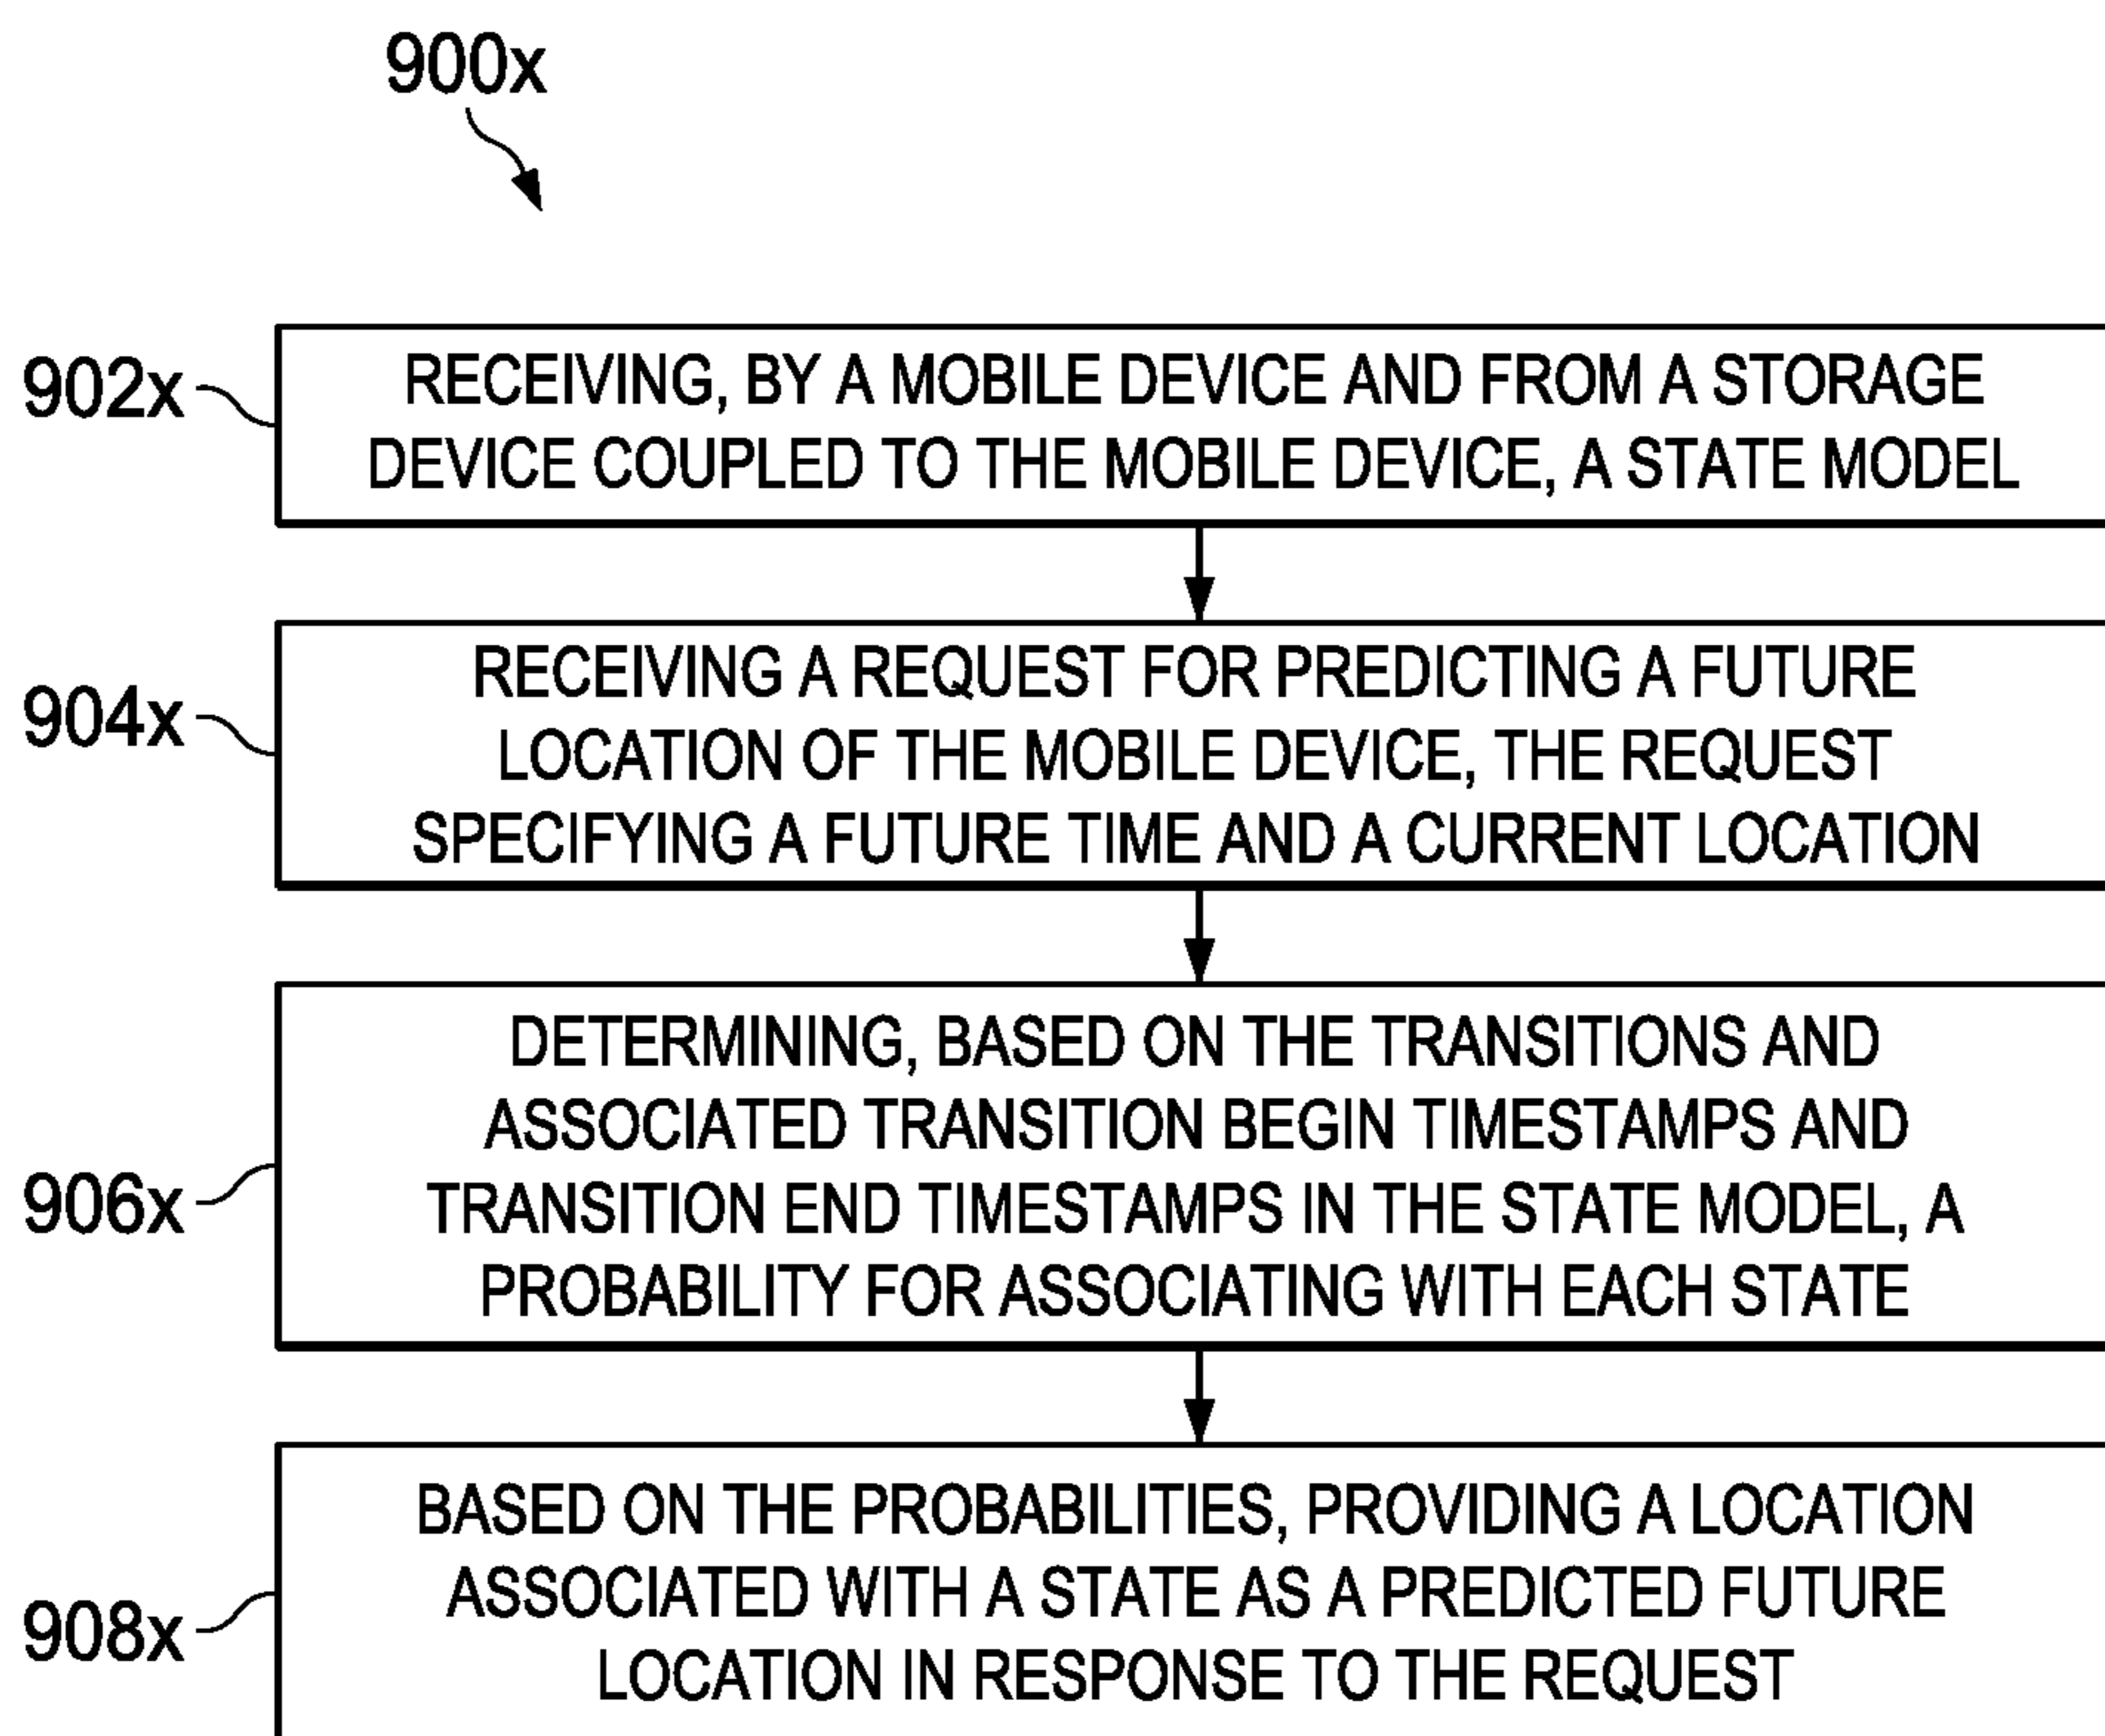 900x
902x
RECEIVING, BY A MOBILE DEVICE AND FROM A STORAGE
DEVICE COUPLED TO THE MOBILE DEVICE, A STATE MODEL
904x
RECEIVING A REQUEST FOR PREDICTING A FUTURE
LOCATION OF THE MOBILE DEVICE, THE REQUEST
SPECIFYING A FUTURE TIME AND A CURRENT LOCATION
906x
DETERMINING, BASED ON THE TRANSITIONS AND
ASSOCIATED TRANSITION BEGIN TIMESTAMPS AND
TRANSITION END TIMESTAMPS IN THE STATE MODEL, A
PROBABILITY FOR ASSOCIATING WITH EACH STATE
908x
BASED ON THE PROBABILITIES, PROVIDING A LOCATION
ASSOCIATED WITH A STATE AS A PREDICTED FUTURE
LOCATION IN RESPONSE TO THE REQUEST